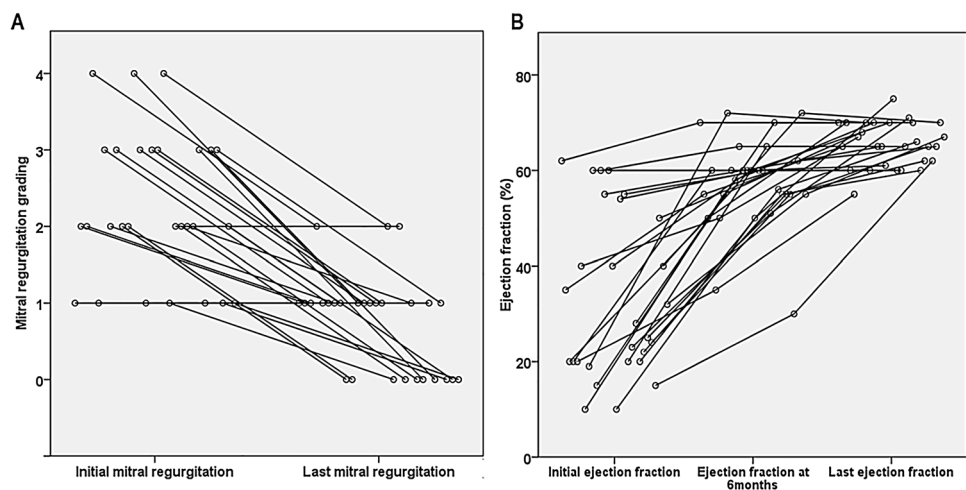 A
Mitral regurgitation grading
4
3
2
1
0
Initial mitral regurgitation
Last mitral regurgitation
B
Ejection fraction (%)
80
60
40
20
0
Initial ejection fraction
Ejection fraction at
6months
Last ejection fraction